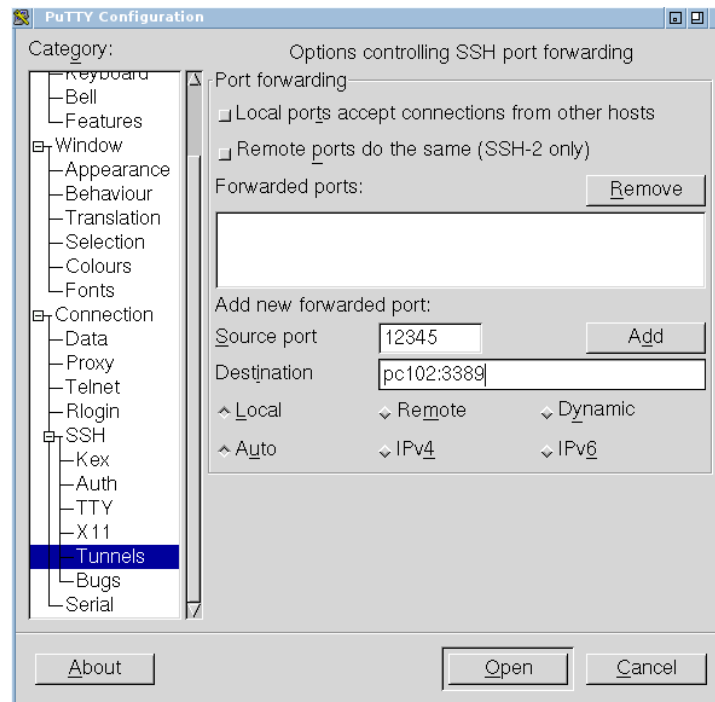 PuTTY Configuration
Category:
Options controlling SSH port forwarding
Keyboard
Bell
Features
Window
Appearance
Behaviour
Translation
Selection
Colours
Fonts
Connection
Data
Proxy
Telnet
Rlogin
SSH
Kex
Auth
TTY
X11
Tunnels
Bugs
Serial
Port forwarding
Local ports accept connections from other hosts
Remote ports do the same (SSH-2 only)
Forwarded ports: Remove
Add new forwarded port:
Source port 12345 Add
Destination pc102:3389
Local Remote Dynamic
Auto IPv4 IPv6
About Open Cancel